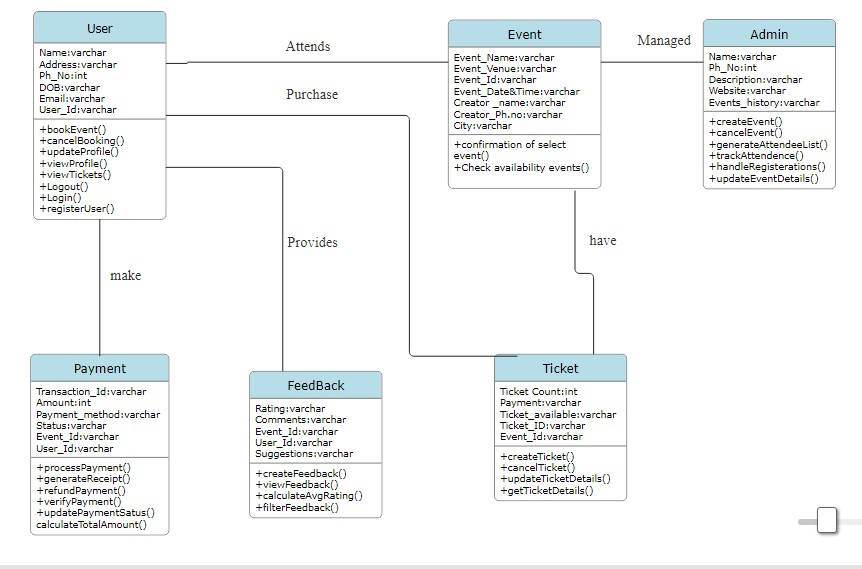 User
Name:varchar
Address:varchar
Ph_No:int
DOB:varchar
Email:varchar
User_Id:varchar
+bookEvent()
+cancelBooking()
+updateProfile()
+viewProfile()
+viewTickets()
+Logout()
+Login()
+registerUser()
Attends
Purchase
Event
Event_Name:varchar
Event_Venue:varchar
Event_Id:varchar
Event_Date&Time:varchar
Creator _name:varchar
Creator_Ph.no:varchar
City:varchar
+confirmation of select
event()
+Check availability events()
Managed
Admin
Name:varchar
Ph_No:int
Description:varchar
Website:varchar
Events_history:varchar
+createEvent()
+cancelEvent()
+generateAttendeeList()
+trackAttendence()
+handleRegisterations()
+updateEventDetails()
make
Provides
have
Payment
Transaction_Id:varchar
Amount:int
Payment_method:varchar
Status:varchar
Event_Id:varchar
User_Id:varchar
+processPayment()
+generateReceipt()
+refundPayment()
+verifyPayment()
+updatePaymentSatus()
calculateTotalAmount()
FeedBack
Rating:varchar
Comments:varchar
Event_Id:varchar
User_Id:varchar
Suggestions:varchar
+createFeedback()
+viewFeedback()
+calculateAvgRating()
+filterFeedback()
Ticket
Ticket Count:int
Payment:varchar
Ticket_available:varchar
Ticket_ID:varchar
Event_Id:varchar
+createTicket()
+cancelTicket()
+updateTicketDetails()
+getTicketDetails()